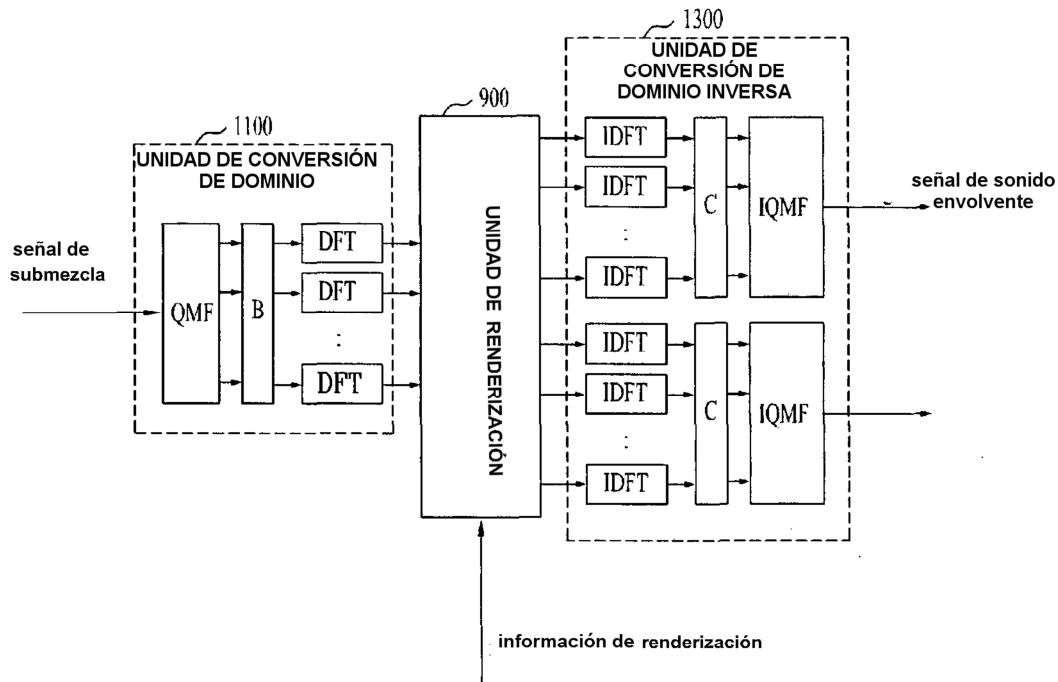 1300
UNIDAD DE
CONVERSIÓN DE
DOMINIO INVERSA
900
1100
UNIDAD DE CONVERSIÓN
DE DOMINIO
señal de
submezcla
QMF
B
DFT
DFT
DFT
UNIDAD DE RENDERIZACIÓN
IDFT
IDFT
IDFT
C
IQMF
señal de sonido
envolvente
IDFT
IDFT
IDFT
C
IQMF
información de renderización